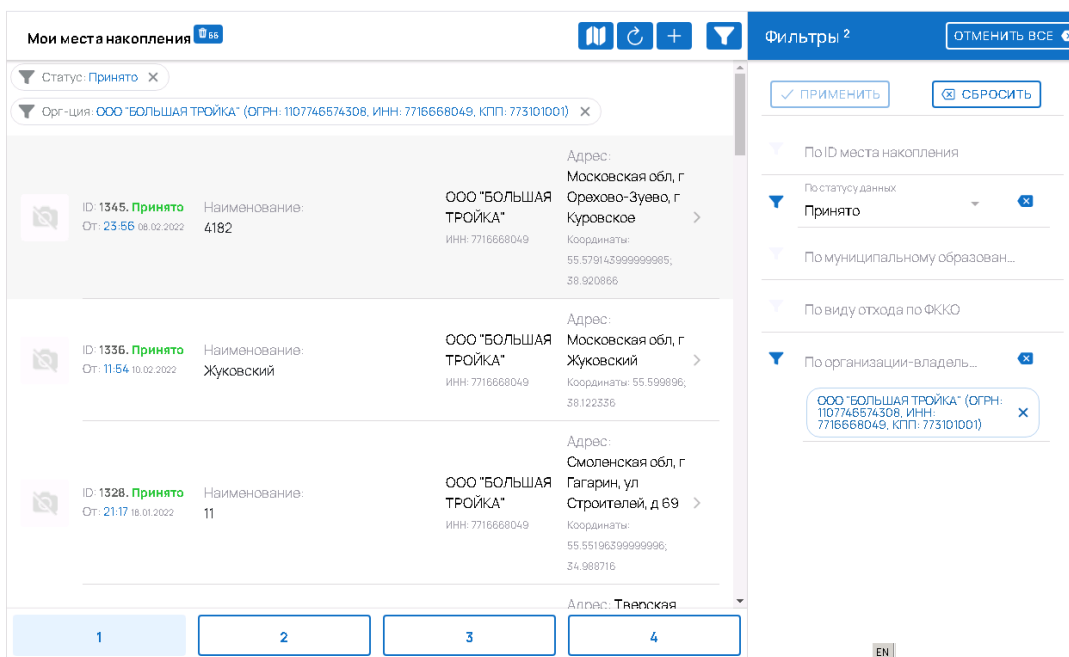 Мои места накопления 66
Статус: Принято
Орг-ция: ООО "БОЛЬШАЯ ТРОЙКА" (ОГРН: 1107746574308, ИНН: 7716668049, КПП: 773101001)
ID: 1345. Принято
От: 23:56 08.02.2022
Наименование:
4182
ООО "БОЛЬШАЯ
ТРОЙКА"
ИНН: 7716668049
Адрес:
Московская обл, г
Орехово-Зуево, г
Куровское
Координаты:
55.579143999999985;
38.920866
ID: 1336. Принято
От: 11:54 10.02.2022
Наименование:
Жуковский
ООО "БОЛЬШАЯ
ТРОЙКА"
ИНН: 7716668049
Адрес:
Московская обл, г
Жуковский
Координаты: 55.599896;
38.122336
ID: 1328. Принято
От: 21:17 18.01.2022
Наименование:
11
ООО "БОЛЬШАЯ
ТРОЙКА"
ИНН: 7716668049
Адрес:
Смоленская обл, г
Гагарин, ул
Строителей, д 69
Координаты:
55.55196399999996;
34.988716
Адрес: Тверская
1
2
3
4
Фильтры 2
ОТМЕНИТЬ ВСЕ
ПРИМЕНИТЬ
СБРОСИТЬ
По ID места накопления
По статусу данных
Принято
По муниципальному образован...
По виду отхода по ФККО
По организации-владель...
ООО "БОЛЬШАЯ ТРОЙКА" (ОГРН:
1107746574308, ИНН:
7716668049, КПП: 773101001)
EN